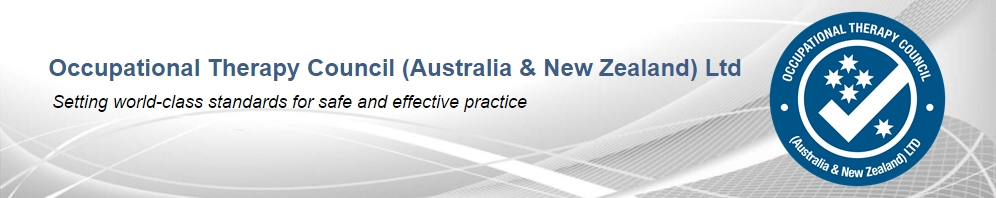 Occupational Therapy Council (Australia & New Zealand) Ltd
Setting world-class standards for safe and effective practice
OCCUPATIONAL THERAPY COUNCIL
(Australia & New Zealand) LTD